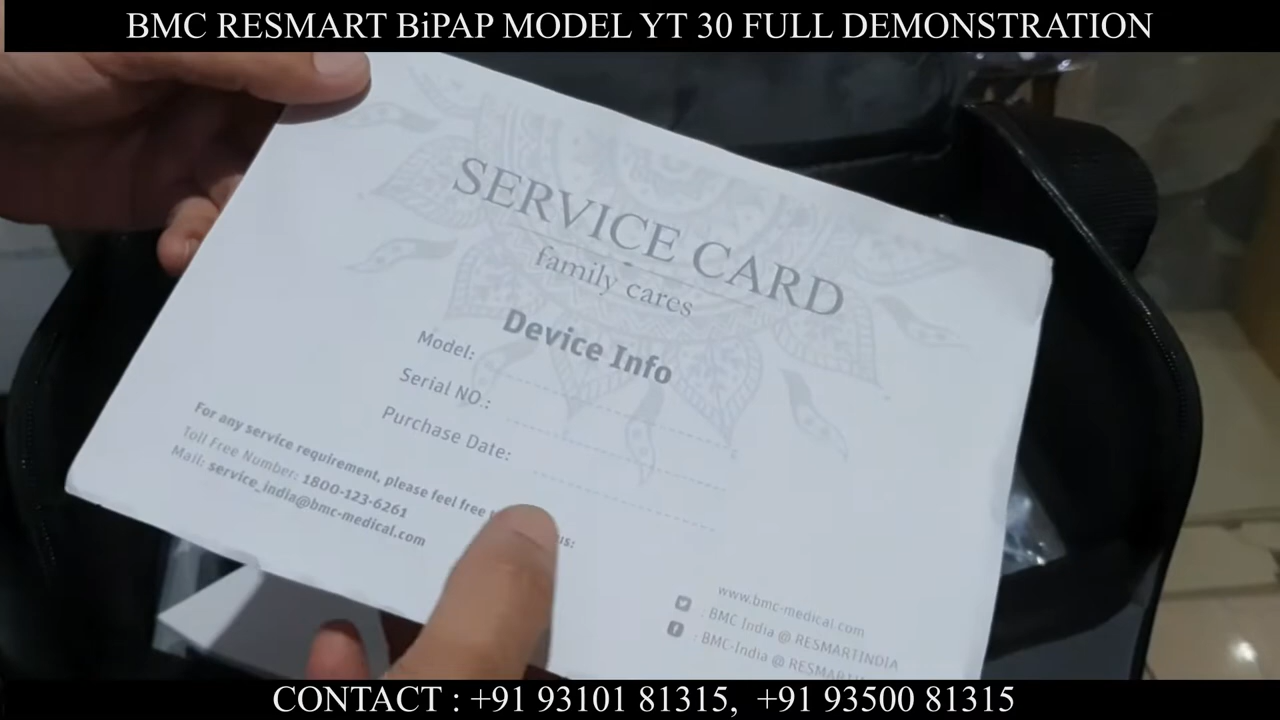 BMC RESMART BiPAP MODEL YT 30 FULL DEMONSTRATION
SERVICE CARD
family cares
Device Info
Model:
Serial NO.:
Purchase Date:
For any service requirement, please feel free us:
Toll Free Number: 1800-123-6261
Mail: service_india@bmc-medical.com
www.bmc-medical.com
: BMC India @ RESMARTINDIA
: BMC-India @
CONTACT : +91 93101 81315, +91 93500 81315